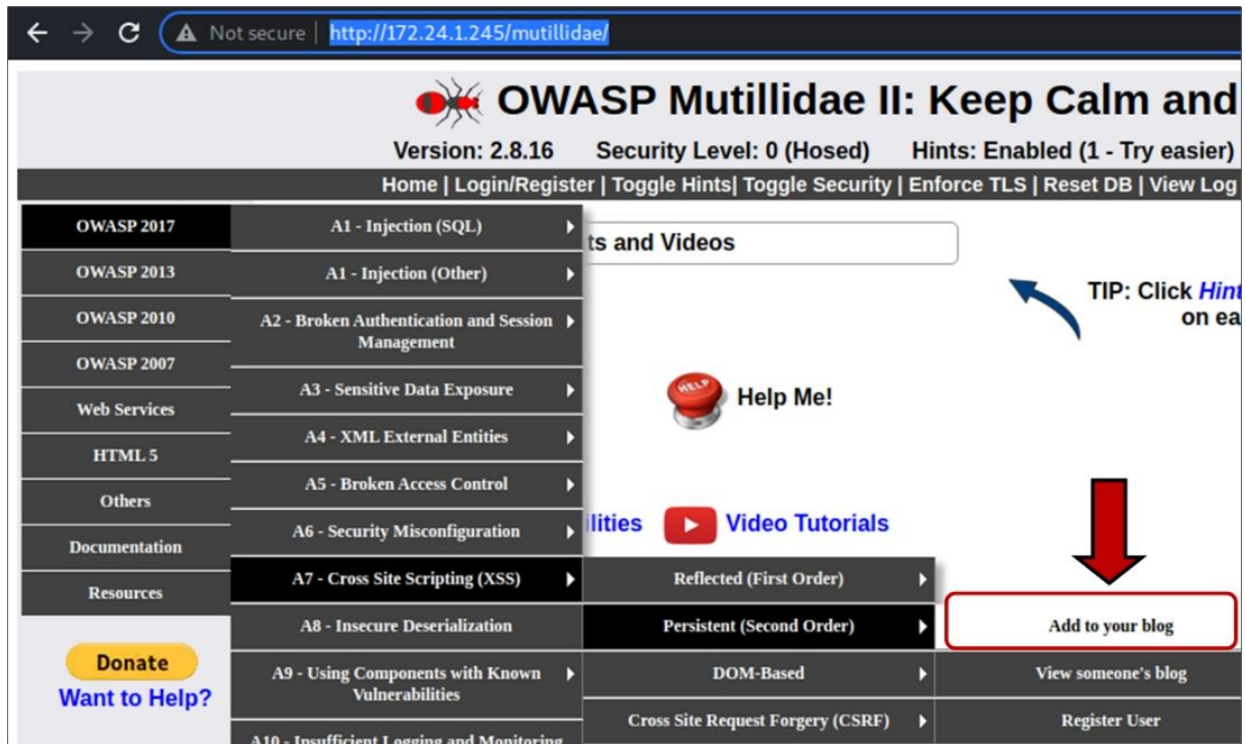 Not secure | http://172.24.1.245/mutillidae/
OWASP Mutillidae II: Keep Calm and
Version: 2.8.16 Security Level: 0 (Hosed) Hints: Enabled (1 - Try easier)
Home | Login/Register | Toggle Hints| Toggle Security | Enforce TLS | Reset DB | View Log
OWASP 2017
OWASP 2013
OWASP 2010
OWASP 2007
Web Services
HTML 5
Others
Documentation
Resources
Donate
Want to Help?
A1 - Injection (SQL)
A1 - Injection (Other)
A2 - Broken Authentication and Session
Management
A3 - Sensitive Data Exposure
A4 - XML External Entities
A5 - Broken Access Control
A6 - Security Misconfiguration
A7 - Cross Site Scripting (XSS)
A8 - Insecure Deserialization
A9 - Using Components with Known
Vulnerabilities
A10 - Insufficient Logging and Monitoring
ts and Videos
TIP: Click Hint
on ea
HELP
Help Me!
ilities
Video Tutorials
Reflected (First Order)
Persistent (Second Order)
DOM-Based
Cross Site Request Forgery (CSRF)
Add to your blog
View someone's blog
Register User